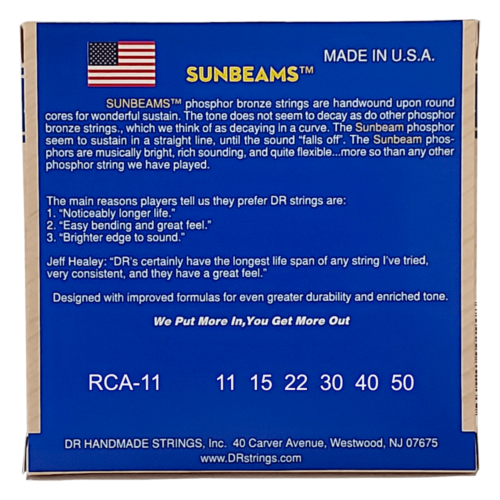 MADE IN U.S.A.
SUNBEAMS™
SUNBEAMS™ phosphor bronze strings are handwound upon round
cores for wonderful sustain. The tone does not seem to decay as do other phosphor
bronze strings., which we think of as decaying in a curve. The Sunbeam phosphor
seem to sustain in a straight line, until the sound “falls off”. The Sunbeam phos-
phors are musically bright, rich sounding, and quite flexible...more so than any other
phosphor string we have played.
The main reasons players tell us they prefer DR strings are:
1. “Noticeably longer life.”
2. “Easy bending and great feel.”
3. “Brighter edge to sound.”
Jeff Healey: “DR's certainly have the longest life span of any string I've tried,
very consistent, and they have a great feel.”
Designed with improved formulas for even greater durability and enriched tone.
We Put More In,You Get More Out
RCA-11 11 15 22 30 40 50
DR HANDMADE STRINGS, Inc. 40 Carver Avenue, Westwood, NJ 07675
www.DRstrings.com